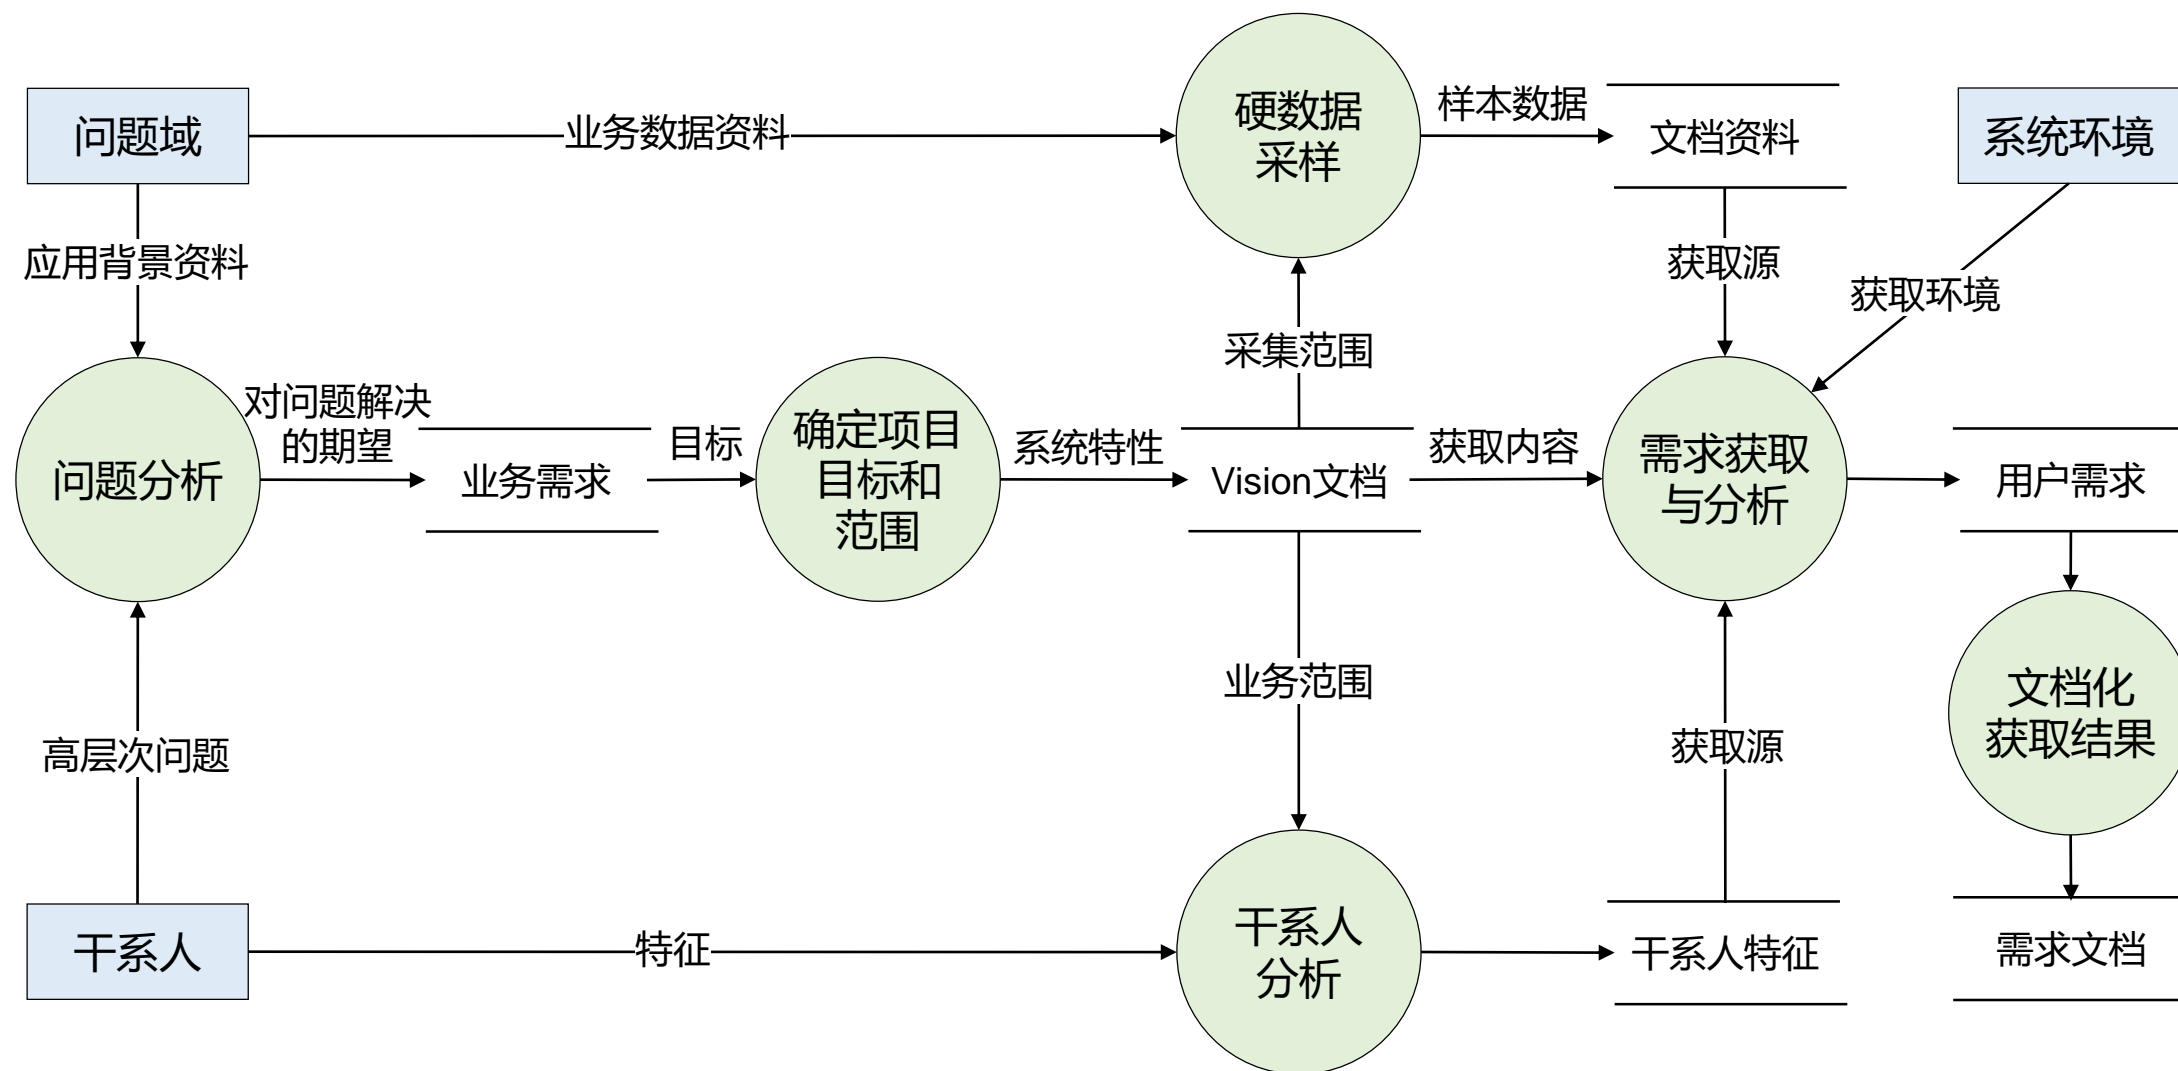 问题域
业务数据资料
硬数据
采样
样本数据
文档资料
系统环境
应用背景资料
获取源
获取环境
采集范围
问题分析
对问题解决
的期望
业务需求
目标
确定项目
目标和
范围
系统特性
Vision文档
获取内容
需求获取
与分析
用户需求
业务范围
文档化
获取结果
高层次问题
获取源
干系人
特征
干系人
分析
干系人特征
需求文档